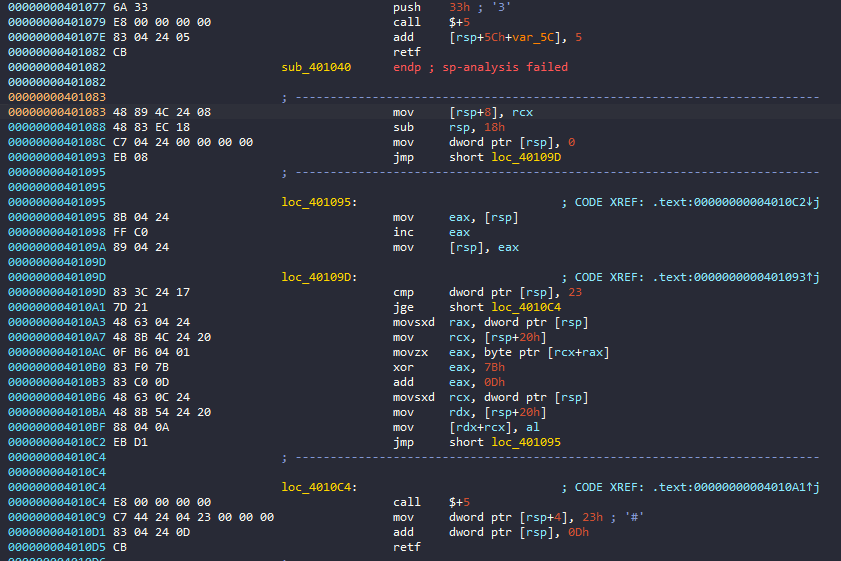 0000000000401077 6A 33 push 33h ; '3'
0000000000401079 E8 00 00 00 00 call $+5
000000000040107E 83 04 24 05 add [rsp+5Ch+var_5C], 5
0000000000401082 CB retf
0000000000401082 sub_401040 endp ; sp-analysis failed
0000000000401082
0000000000401083 ; ---------------------------------------------------------------------------
0000000000401083 48 89 4C 24 08 mov [rsp+8], rcx
0000000000401088 48 83 EC 18 sub rsp, 18h
000000000040108C C7 04 24 00 00 00 00 mov dword ptr [rsp], 0
0000000000401093 EB 08 jmp short loc_40109D
0000000000401095 ; ---------------------------------------------------------------------------
0000000000401095
0000000000401095 loc_401095: ; CODE XREF: .text:00000000004010C2↓j
0000000000401095 8B 04 24 mov eax, [rsp]
0000000000401098 FF C0 inc eax
000000000040109A 89 04 24 mov [rsp], eax
000000000040109D
000000000040109D loc_40109D: ; CODE XREF: .text:0000000000401093↑j
000000000040109D 83 3C 24 17 cmp dword ptr [rsp], 23
00000000004010A1 7D 21 jge short loc_4010C4
00000000004010A3 48 63 04 24 movsxd rax, dword ptr [rsp]
00000000004010A7 48 8B 4C 24 20 mov rcx, [rsp+20h]
00000000004010AC 0F B6 04 01 movzx eax, byte ptr [rcx+rax]
00000000004010B0 83 F0 7B xor eax, 7Bh
00000000004010B3 83 C0 0D add eax, 0Dh
00000000004010B6 48 63 0C 24 movsxd rcx, dword ptr [rsp]
00000000004010BA 48 8B 54 24 20 mov rdx, [rsp+20h]
00000000004010BF 88 04 0A mov [rdx+rcx], al
00000000004010C2 EB D1 jmp short loc_401095
00000000004010C4 ; ---------------------------------------------------------------------------
00000000004010C4
00000000004010C4 loc_4010C4: ; CODE XREF: .text:00000000004010A1↑j
00000000004010C4 E8 00 00 00 00 call $+5
00000000004010C9 C7 44 24 04 23 00 00 00 mov dword ptr [rsp+4], 23h ; '#'
00000000004010D1 83 04 24 0D add dword ptr [rsp], 0Dh
00000000004010D5 CB retf